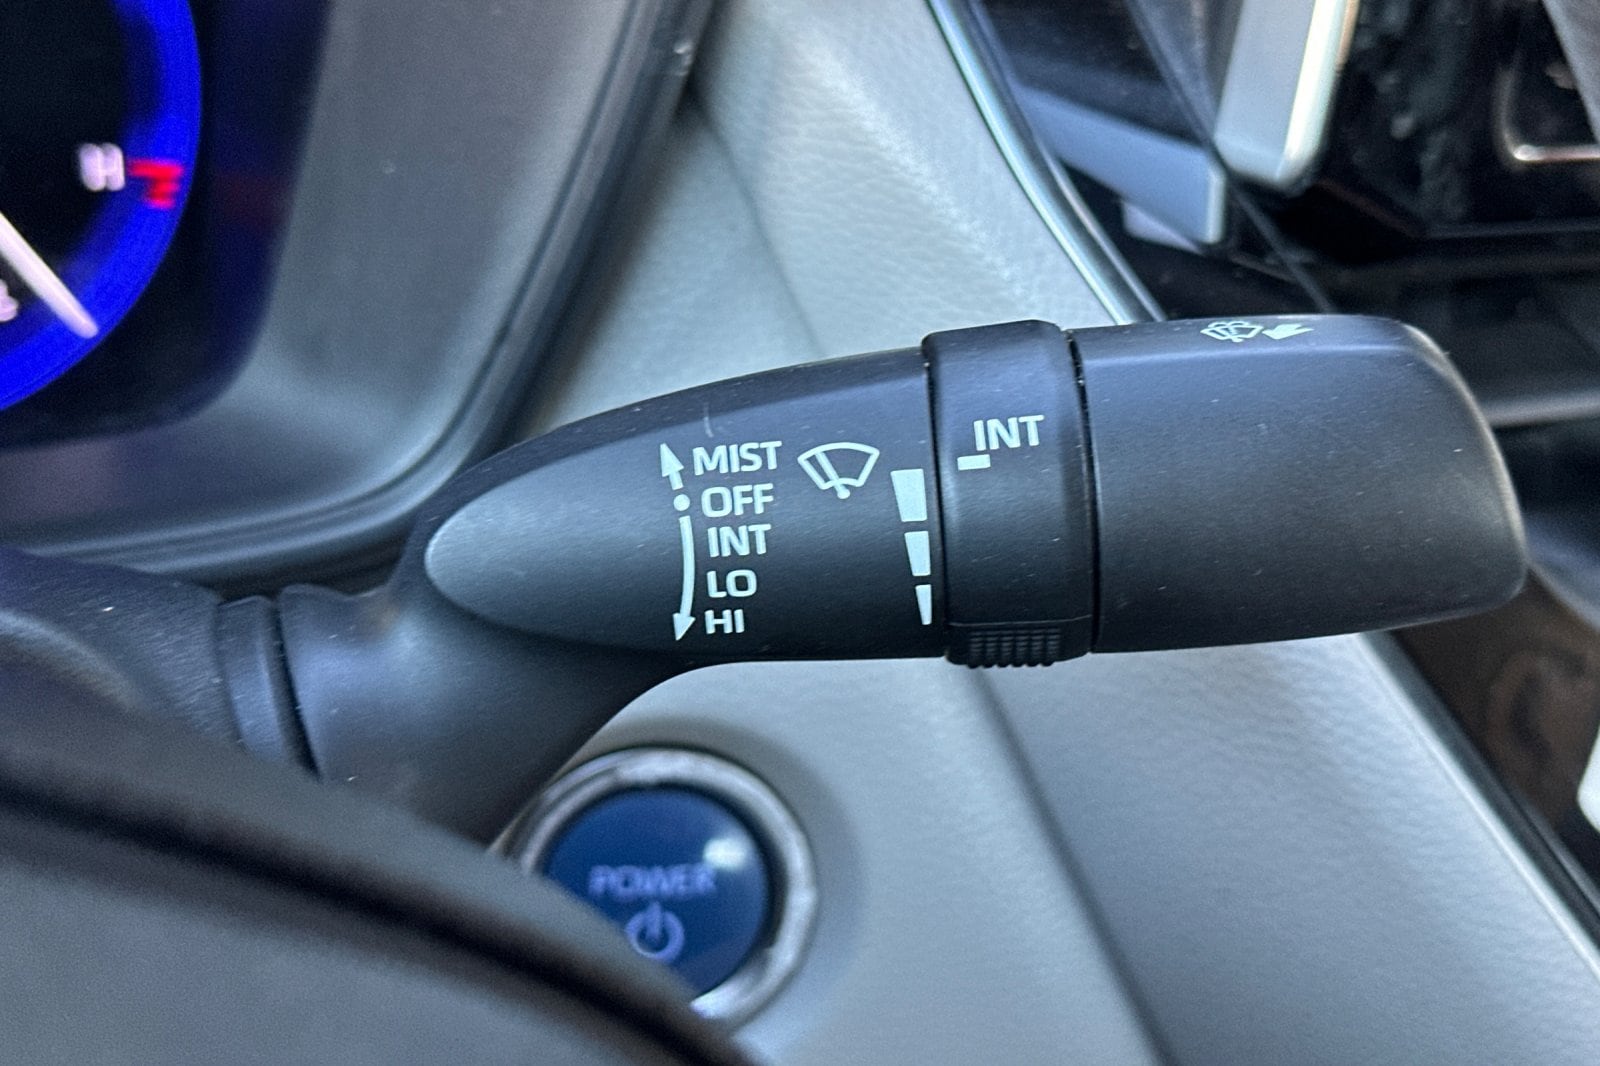 H
MIST
OFF
INT
LO
HI
INT
POWER